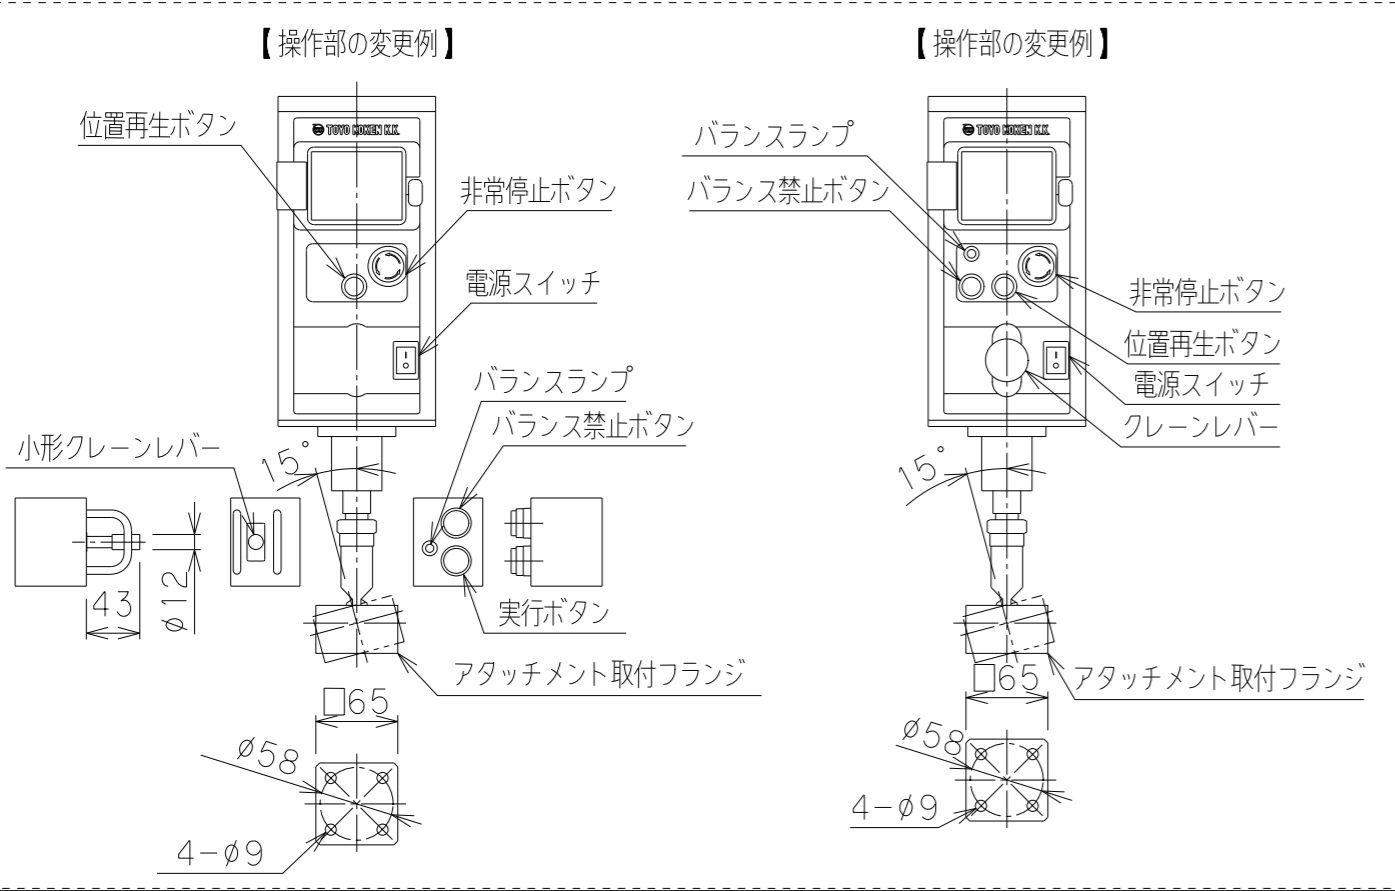 【操作部の変更例】
位置再生ボタン
TOYO KOKEN K.K.
非常停止ボタン
電源スイッチ
バランスランプ
バランス禁止ボタン
小形クレーンレバー
15°
43
φ12
実行ボタン
アタッチメント取付フランジ
□65
φ58
4-φ9
【操作部の変更例】
バランスランプ
TOYO KOKEN K.K.
バランス禁止ボタン
非常停止ボタン
位置再生ボタン
電源スイッチ
クレーンレバー
15°
アタッチメント取付フランジ
□65
φ58
4-φ9